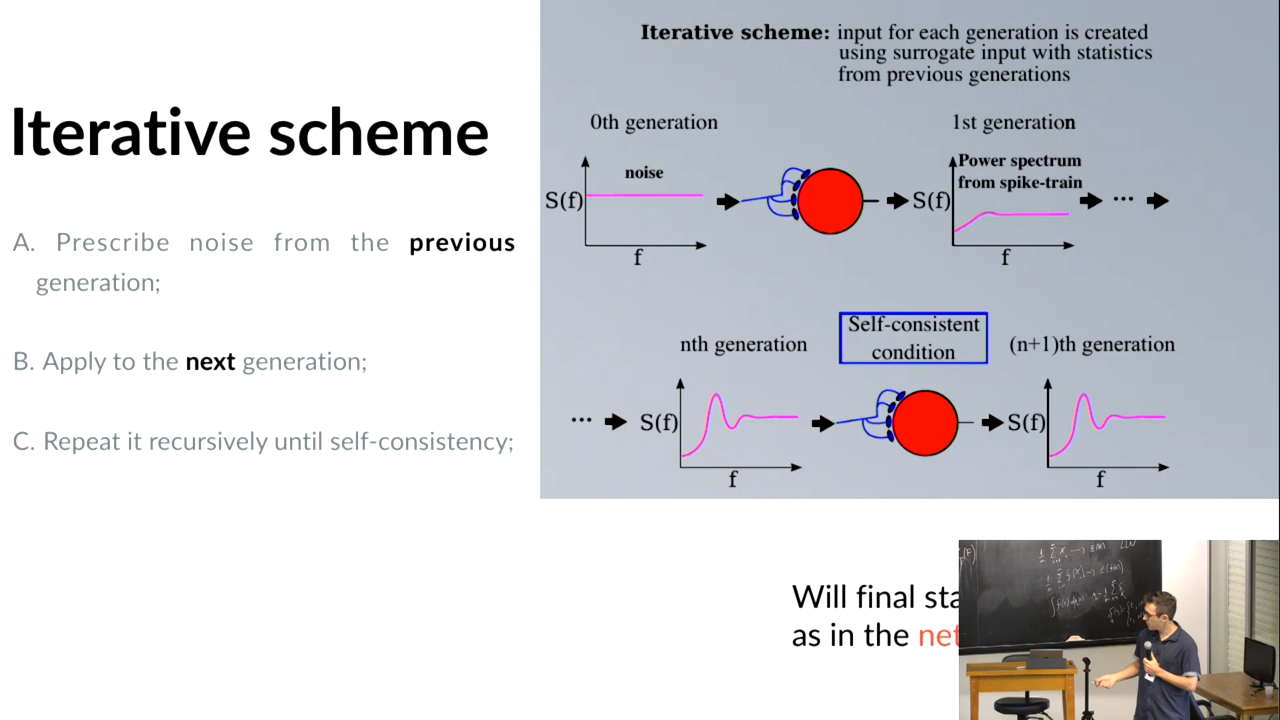 Iterative scheme
A. Prescribe noise from the previous
generation;
B. Apply to the next generation;
C. Repeat it recursively until self-consistency;
Iterative scheme: input for each generation is created
using surrogate input with statistics
from previous generations
0th generation
1st generation
noise
Power spectrum
from spike-train
S(f)
S(f)
...
f
f
Self-consistent
condition
nth generation
(n+1)th generation
...
S(f)
S(f)
f
f
Will final
as in the